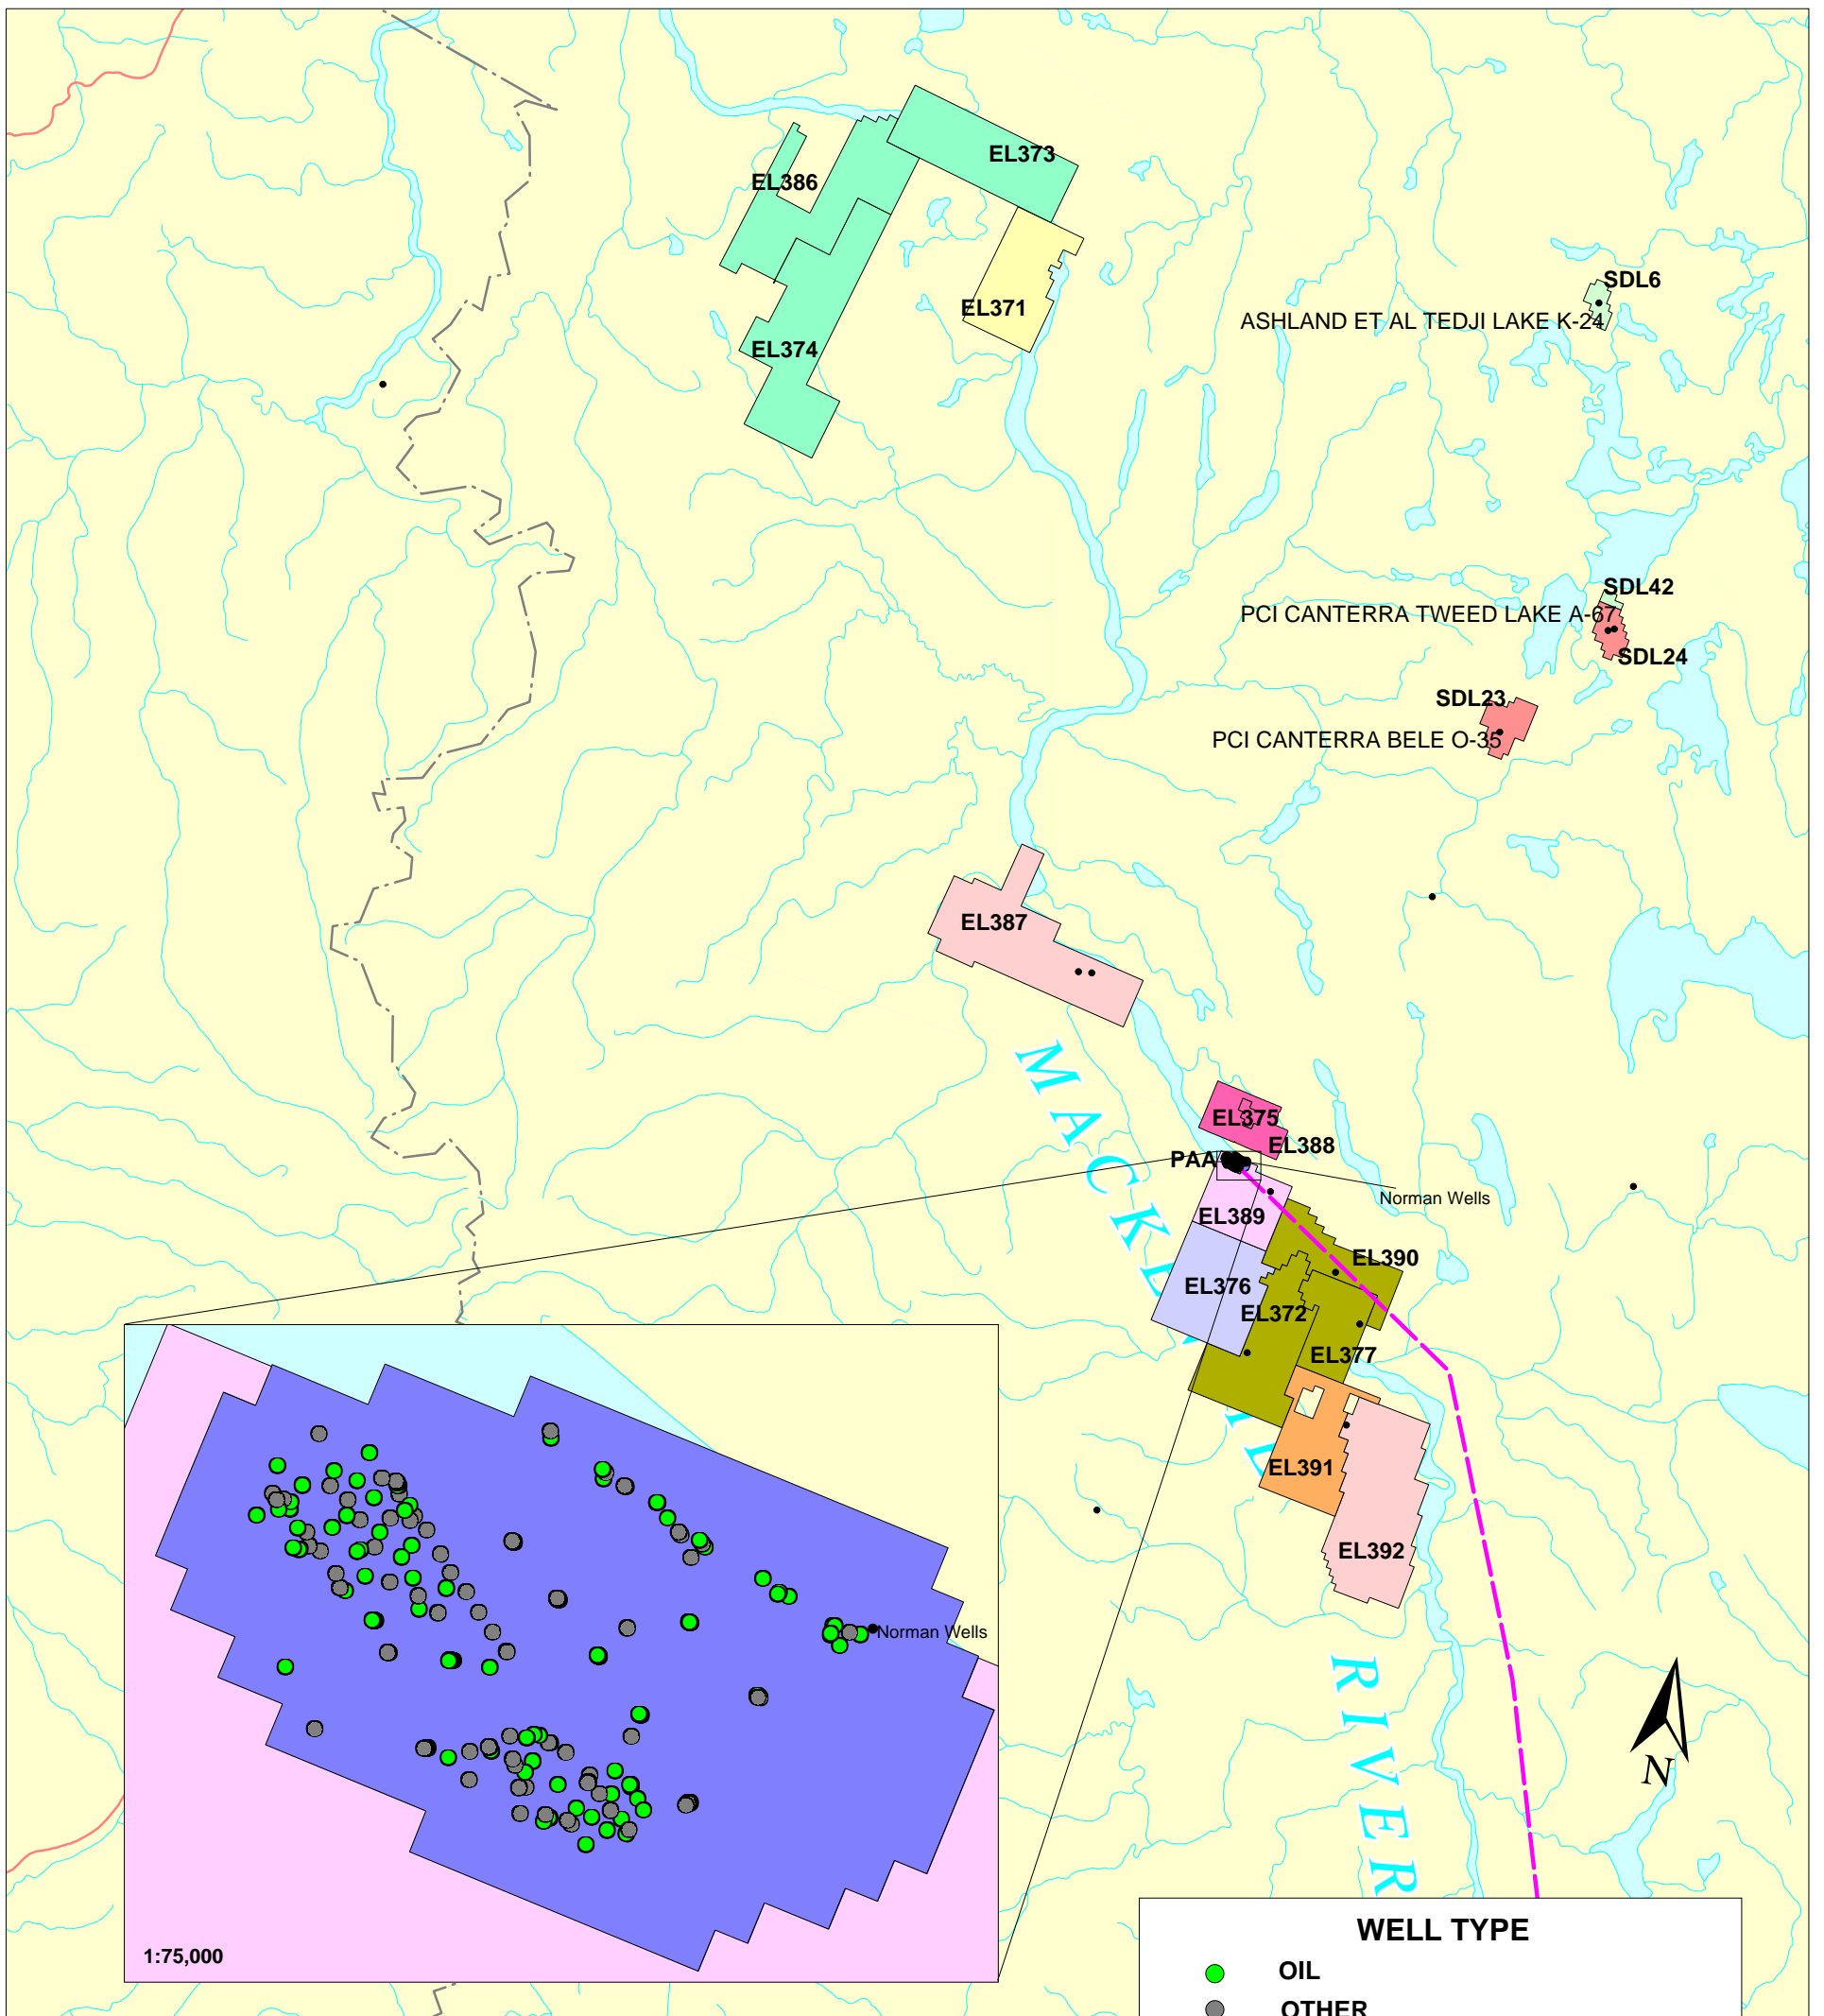 EL373
EL386
SDL6
EL371
ASHLAND ET AL TEDJI LAKE K-24
EL374
SDL42
PCI CANTERRA TWEED LAKE A-67
SDL24
SDL23
PCI CANTERRA BELE O-35
EL387
MACKENZIE RIVER
EL375
EL388
PAA
Norman Wells
EL389
EL390
EL376
EL372
EL377
EL391
EL392
Norman Wells
1:75,000
N
WELL TYPE
OIL
OTHER